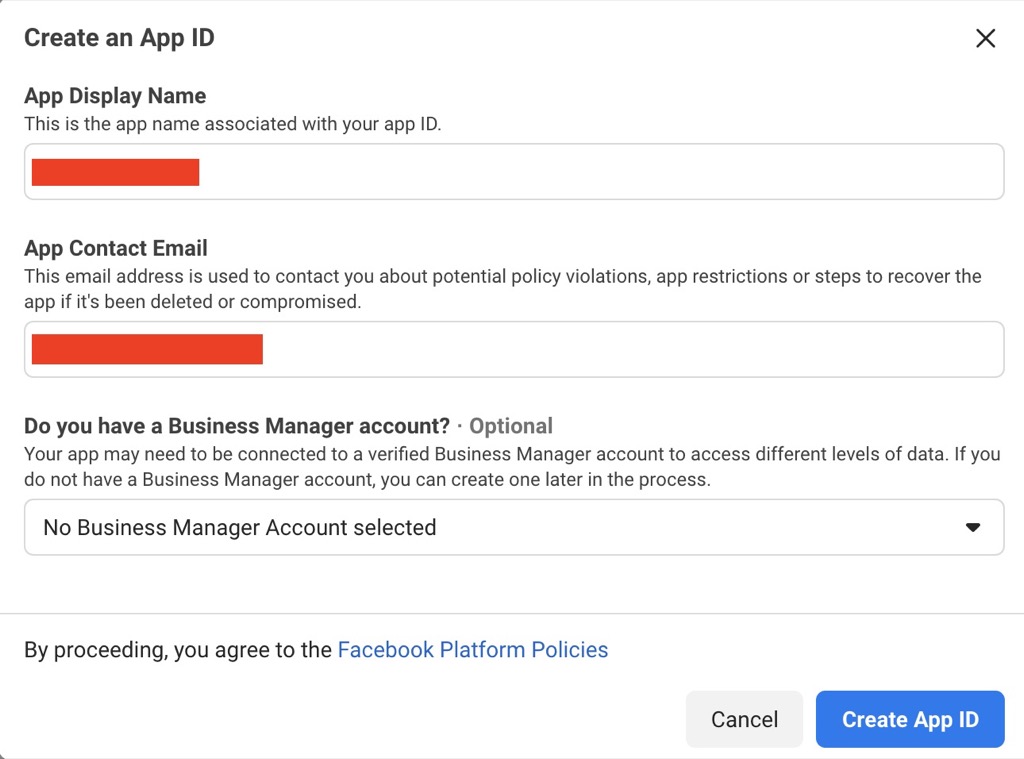 Create an App ID
App Display Name
This is the app name associated with your app ID.
App Contact Email
This email address is used to contact you about potential policy violations, app restrictions or steps to recover the
app if it's been deleted or compromised.
Do you have a Business Manager account? · Optional
Your app may need to be connected to a verified Business Manager account to access different levels of data. If you
do not have a Business Manager account, you can create one later in the process.
No Business Manager Account selected
By proceeding, you agree to the Facebook Platform Policies
Cancel
Create App ID